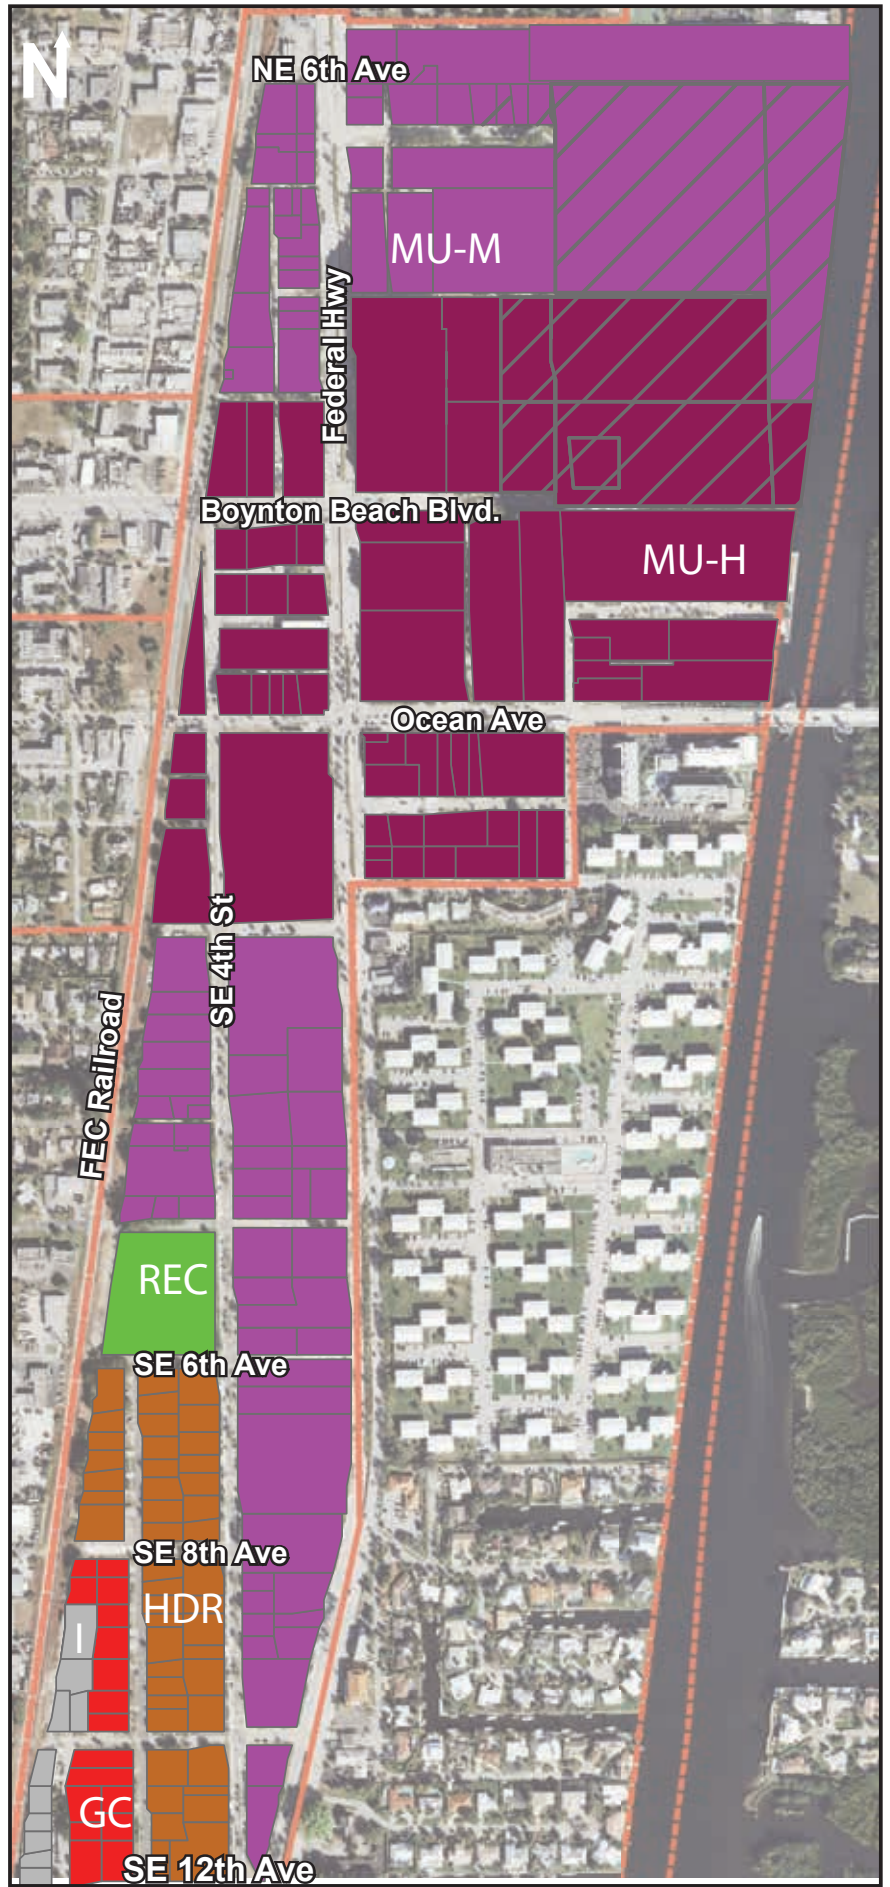 N
NE 6th Ave
MU-M
Federal Hwy
Boynton Beach Blvd.
MU-H
Ocean Ave
SE 4th St
FEC Railroad
REC
SE 6th Ave
SE 8th Ave
HDR
I
GC
SE 12th Ave